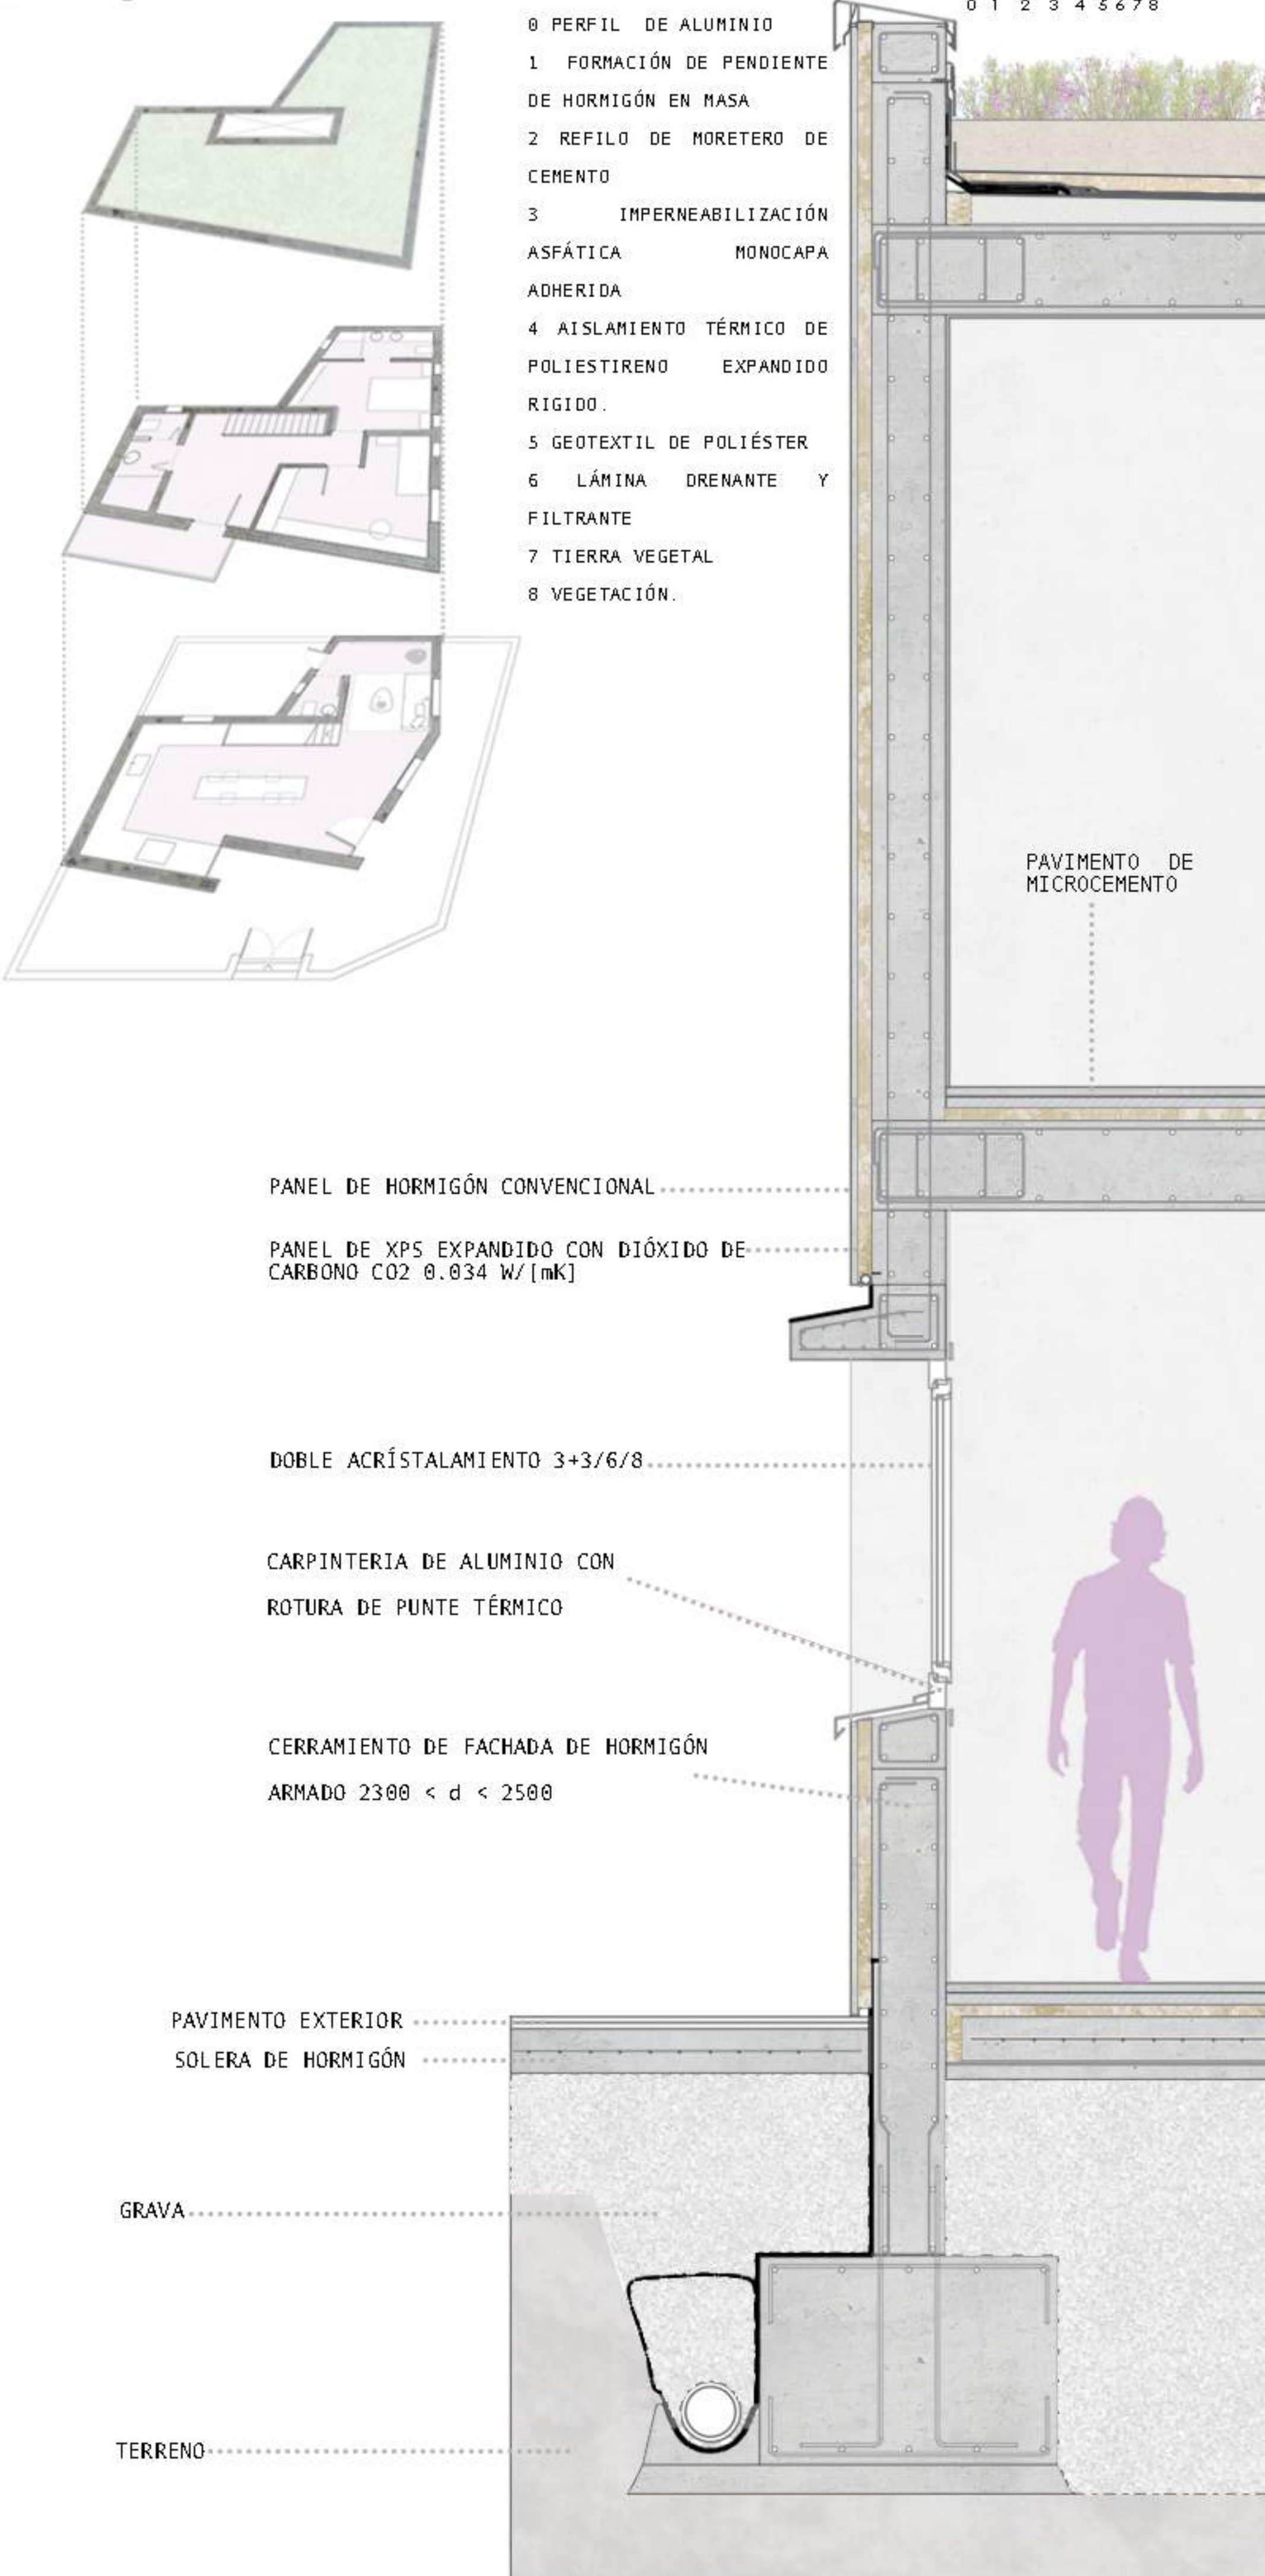 0 1 2 3 4 5 6 7 8
0 PERFIL DE ALUMINIO
1 FORMACIÓN DE PENDIENTE
DE HORMIGÓN EN MASA
2 REFILO DE MORETERO DE
CEMENTO
3 IMPERNEABILIZACIÓN
ASFÁTICA MONOCAPA
ADHERIDA
4 AISLAMIENTO TÉRMICO DE
POLIESTIRENO EXPANDIDO
RIGIDO.
5 GEOTEXTIL DE POLIÉSTER
6 LÁMINA DRENANTE Y
FILTRANTE
7 TIERRA VEGETAL
8 VEGETACIÓN.
PAVIMENTO DE
MICROCEMENTO
PANEL DE HORMIGÓN CONVENCIONAL
PANEL DE XPS EXPANDIDO CON DIÓXIDO DE
CARBONO CO2 0.034 W/[mK]
DOBLE ACRÍSTALAMIENTO 3+3/6/8
CARPINTERIA DE ALUMINIO CON
ROTURA DE PUNTE TÉRMICO
CERRAMIENTO DE FACHADA DE HORMIGÓN
ARMADO 2300 < d < 2500
PAVIMENTO EXTERIOR
SOLERA DE HORMIGÓN
GRAVA
TERRENO